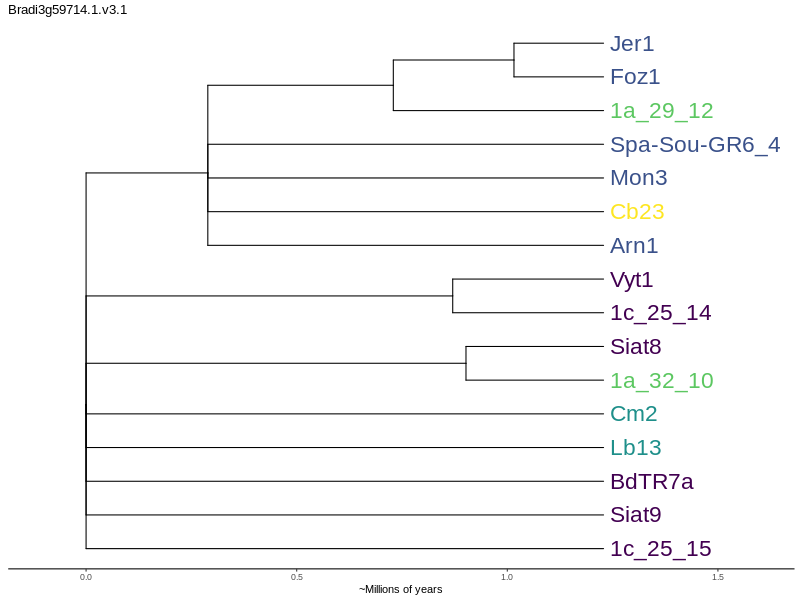 Bradi3g59714.1.v3.1
Jer1
Foz1
1a_29_12
Spa-Sou-GR6_4
Mon3
Cb23
Arn1
Vyt1
1c_25_14
Siat8
1a_32_10
Cm2
Lb13
BdTR7a
Siat9
1c_25_15
0.0 0.5 1.0 1.5
~Millions of years